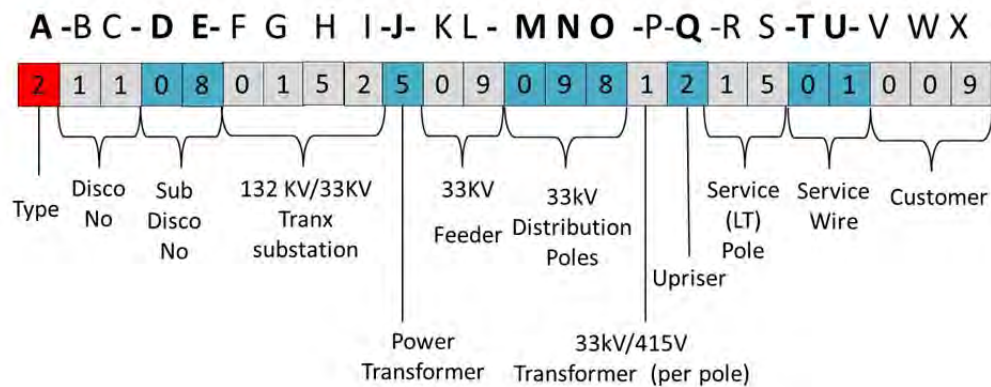 A -B C -D E- F G H I -J- K L - M N O -P-Q -R S -T U- V W X
2 1 1 0 8 0 1 5 2 5 0 9 0 9 8 1 2 1 5 0 1 0 0 9
Type
Disco
No
Sub
Disco
No
132 KV/33KV
Tranx
substation
Power
Transformer
33KV
Feeder
33kV
Distribution
Poles
33kV/415V
Transformer (per pole)
Upriser
Service
(LT)
Pole
Service
Wire
Customer